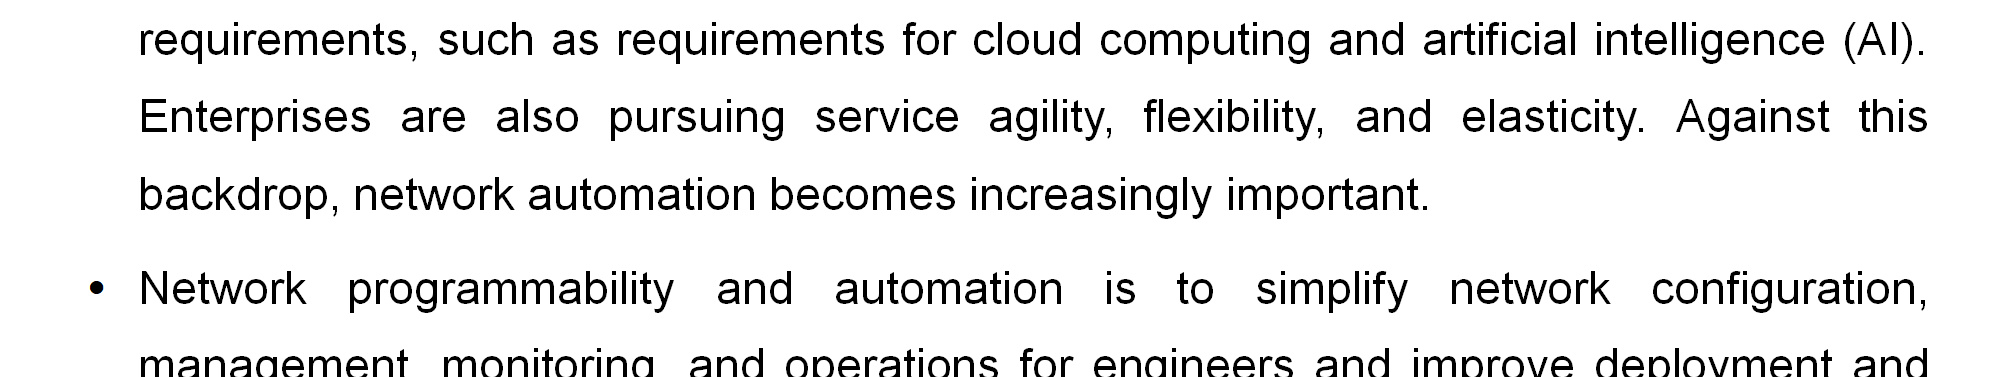 requirements, such as requirements for cloud computing and artificial intelligence (AI).
Enterprises are also pursuing service agility, flexibility, and elasticity. Against this
backdrop, network automation becomes increasingly important.
• Network programmability and automation is to simplify network configuration,
management, monitoring, and operations for engineers and improve deployment and